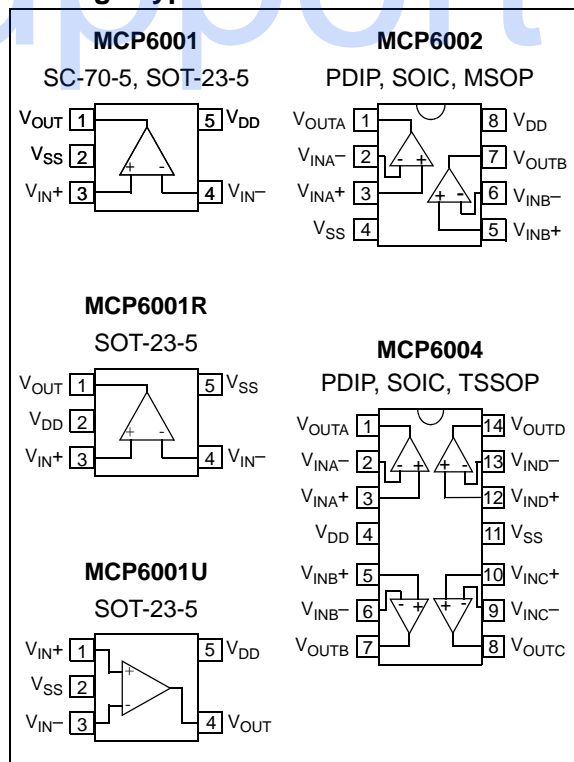 upport
MCP6001
SC-70-5, SOT-23-5
VOUT 1
VSS 2
VIN+ 3
5 VDD
4 VIN–
+ -
MCP6002
PDIP, SOIC, MSOP
VOUTA 1
VINA– 2
VINA+ 3
VSS 4
8 VDD
7 VOUTB
6 VINB–
5 VINB+
- +
+ -
MCP6001R
SOT-23-5
VOUT 1
VDD 2
VIN+ 3
5 VSS
4 VIN–
+ -
MCP6004
PDIP, SOIC, TSSOP
VOUTA 1
VINA– 2
VINA+ 3
VDD 4
VINB+ 5
VINB– 6
VOUTB 7
14 VOUTD
13 VIND–
12 VIND+
11 VSS
10 VINC+
9 VINC–
8 VOUTC
- +
+ -
- +
+ -
MCP6001U
SOT-23-5
VIN+ 1
VSS 2
VIN– 3
5 VDD
4 VOUT
+
-